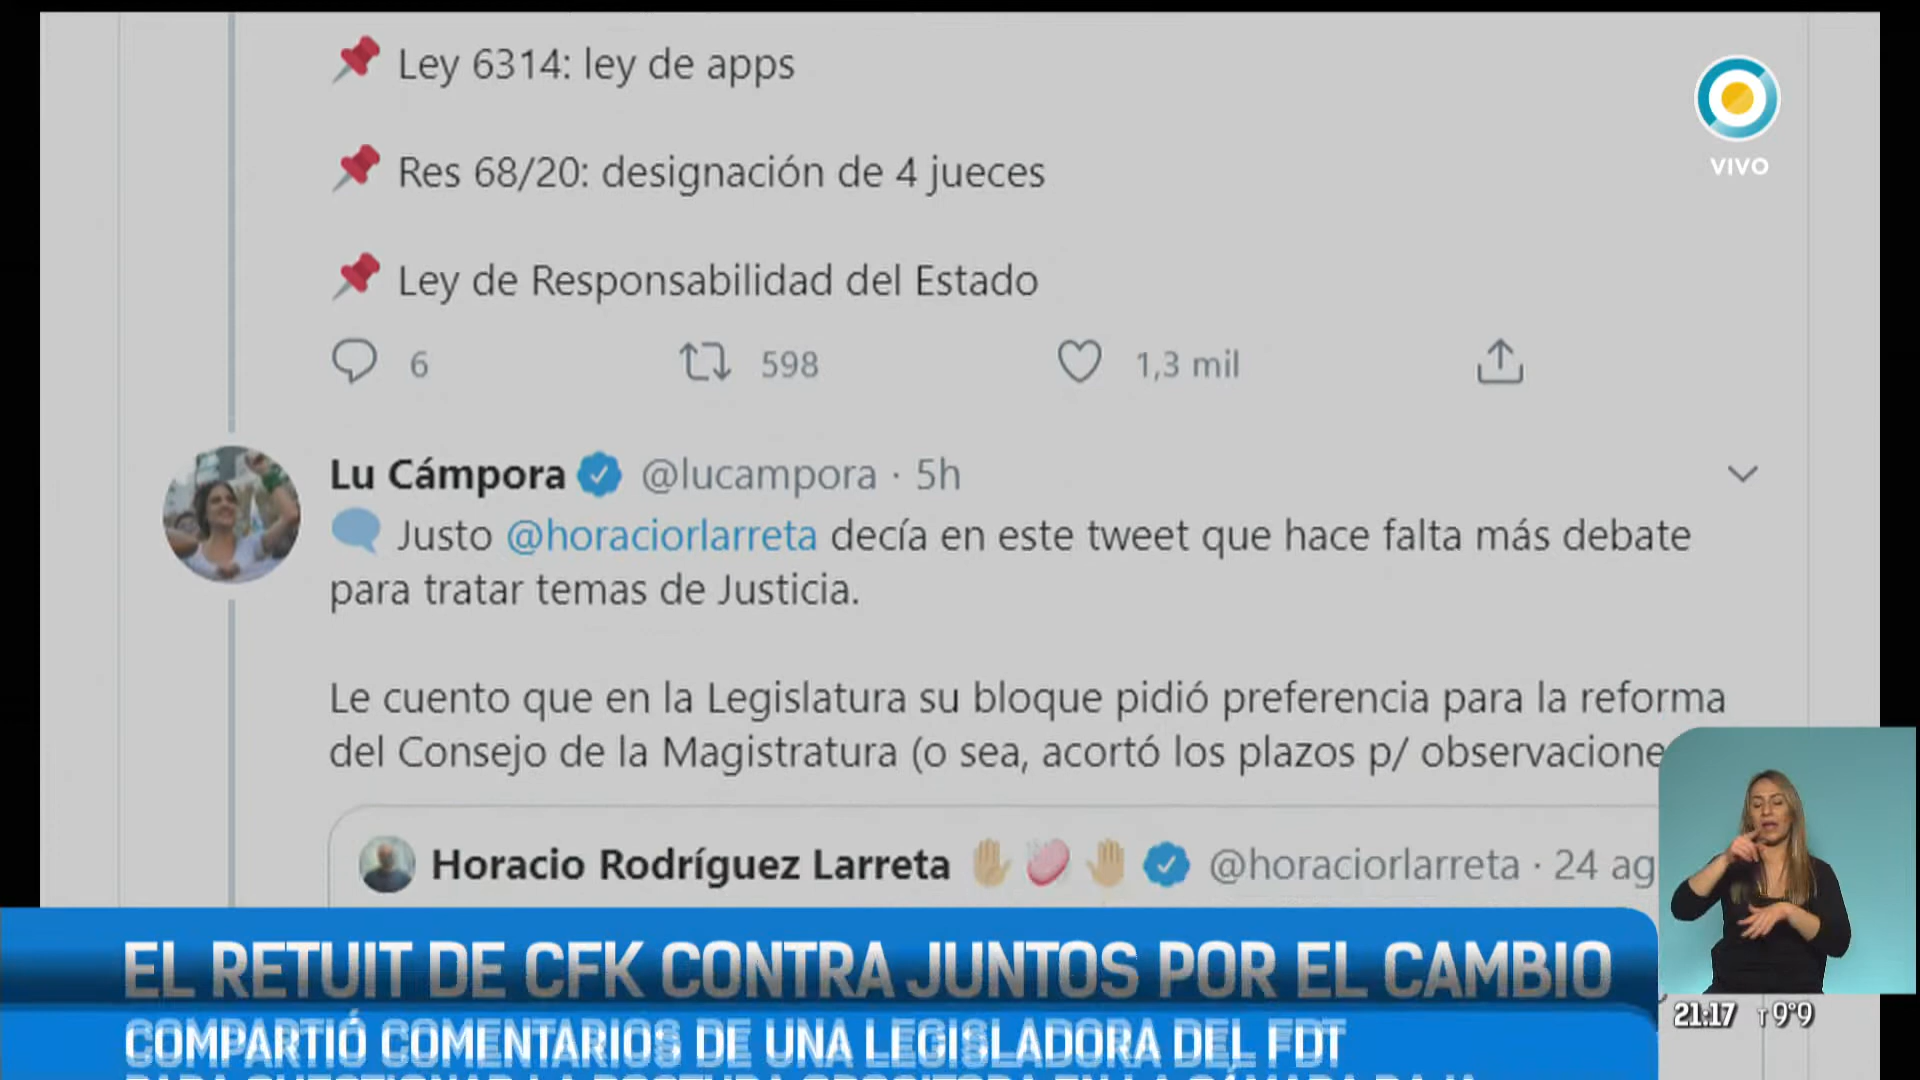 Ley 6314: ley de apps
VIVO
Res 68/20: designación de 4 jueces
Ley de Responsabilidad del Estado
6 598 1,3 mil
Lu Cámpora @lucampora · 5h
Justo @horaciorlarreta decía en este tweet que hace falta más debate
para tratar temas de Justicia.
Le cuento que en la Legislatura su bloque pidió preferencia para la reforma
del Consejo de la Magistratura (o sea, acortó los plazos p/ observacione
Horacio Rodríguez Larreta @horaciorlarreta · 24 ag
EL RETUIT DE CFK CONTRA JUNTOS POR EL CAMBIO
COMPARTIÓ COMENTARIOS DE UNA LEGISLADORA DEL FDT
21:17 T 9°9